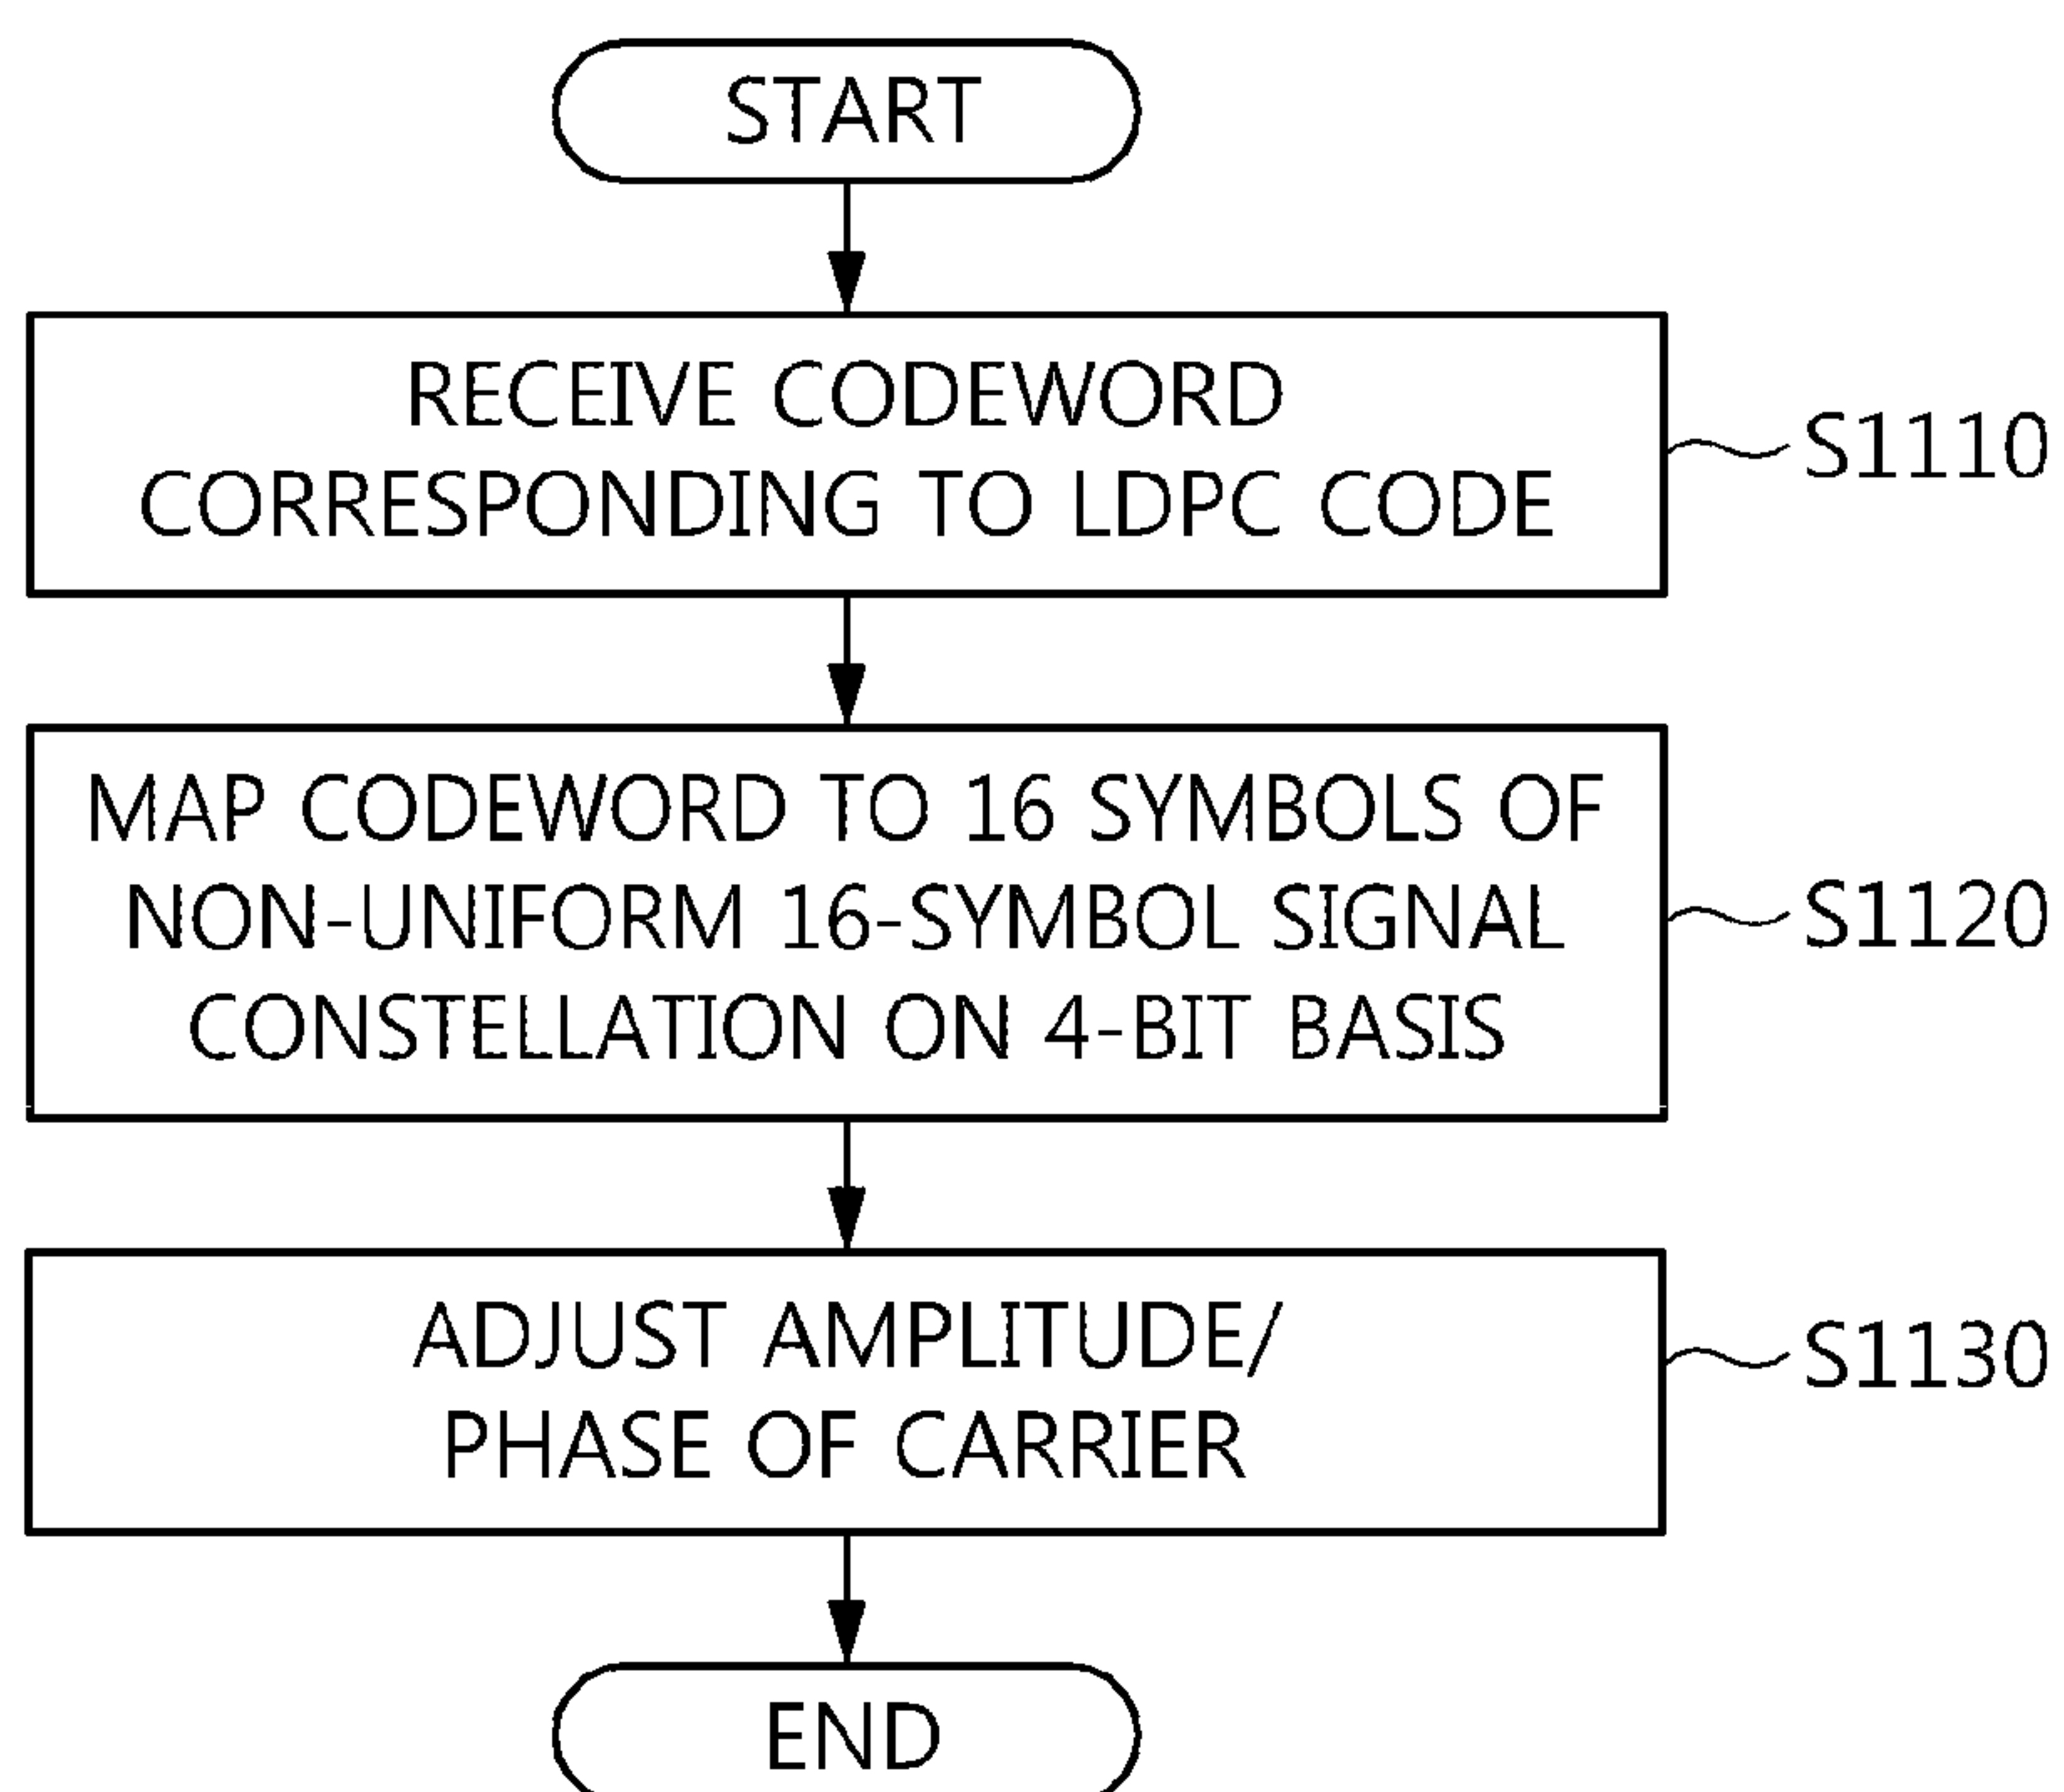 START
RECEIVE CODEWORD
CORRESPONDING TO LDPC CODE
S1110
MAP CODEWORD TO 16 SYMBOLS OF
NON-UNIFORM 16-SYMBOL SIGNAL
CONSTELLATION ON 4-BIT BASIS
S1120
ADJUST AMPLITUDE/
PHASE OF CARRIER
S1130
END